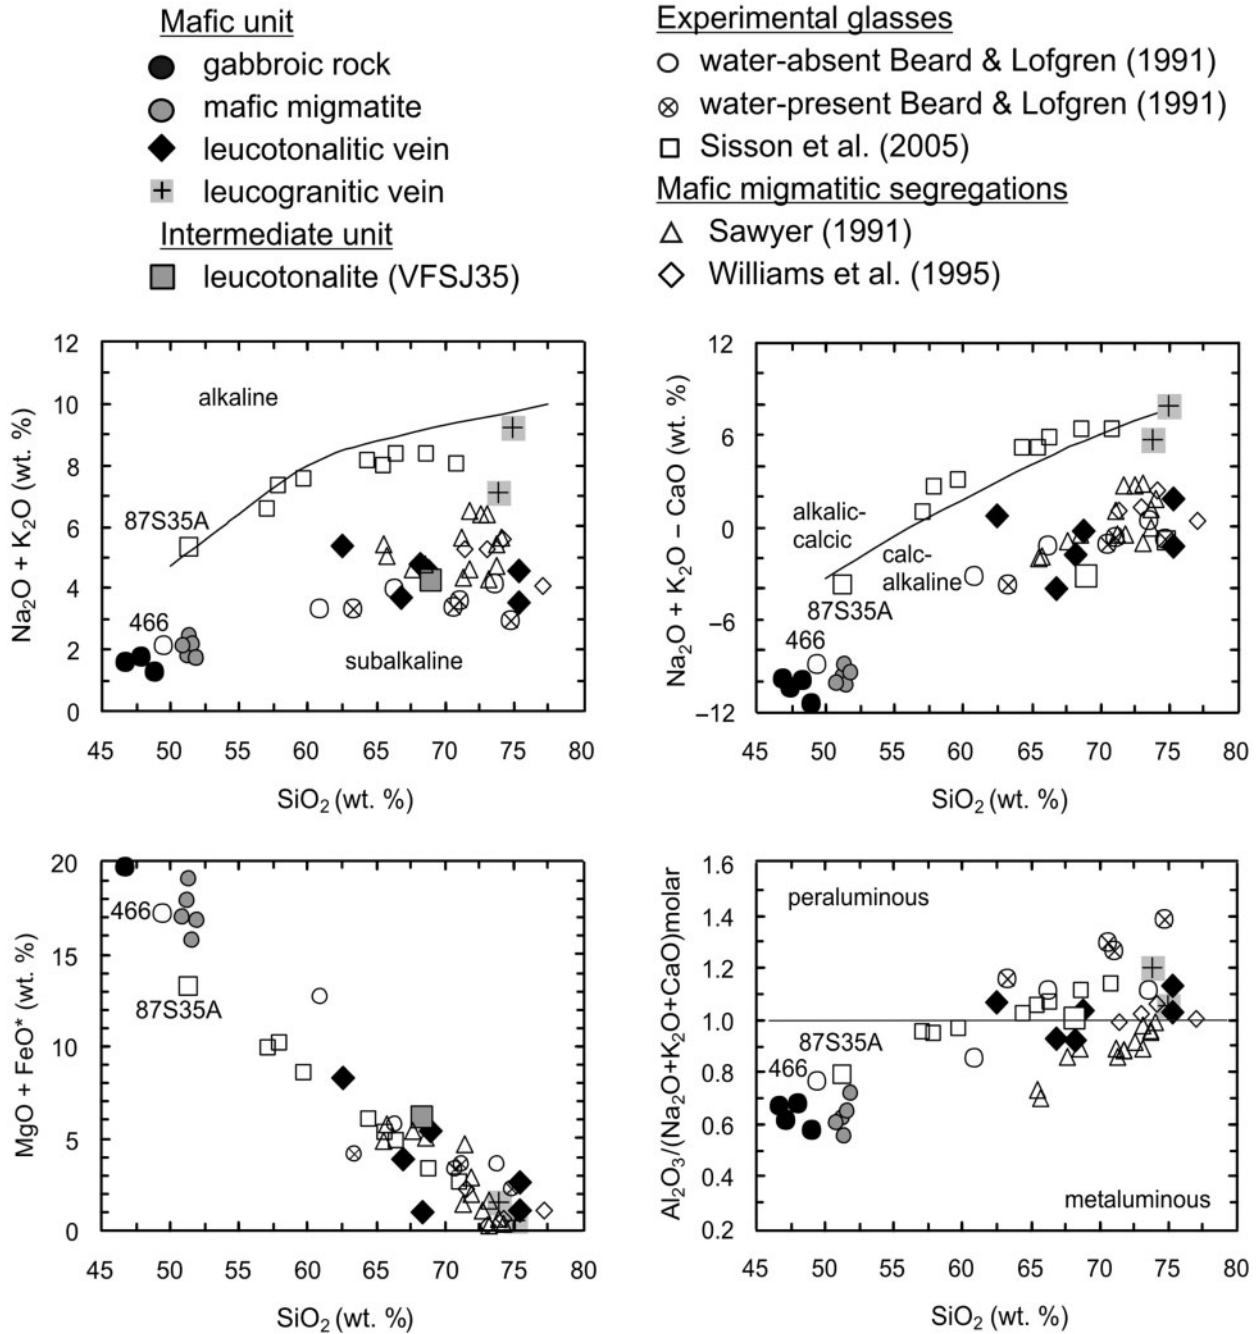 Mafic unit
gabbroic rock
mafic migmatite
leucotonalitic vein
leucogranitic vein
Intermediate unit
leucotonalite (VFSJ35)
Experimental glasses
water-absent Beard & Lofgren (1991)
water-present Beard & Lofgren (1991)
Sisson et al. (2005)
Mafic migmatitic segregations
Sawyer (1991)
Williams et al. (1995)
Na₂O + K₂O (wt. %)
12
10
8
6
4
2
0
alkaline
87S35A
466
subalkaline
45 50 55 60 65 70 75 80
SiO₂ (wt. %)
Na₂O + K₂O – CaO (wt. %)
12
6
0
–6
–12
alkalic-
calcic
calc-
alkaline
87S35A
466
45 50 55 60 65 70 75 80
SiO₂ (wt. %)
MgO + FeO* (wt. %)
20
15
10
5
0
466
87S35A
45 50 55 60 65 70 75 80
SiO₂ (wt. %)
Al₂O₃/(Na₂O+K₂O+CaO)molar
1.6
1.4
1.2
1.0
0.8
0.6
0.4
0.2
peraluminous
87S35A
466
metaluminous
45 50 55 60 65 70 75 80
SiO₂ (wt. %)